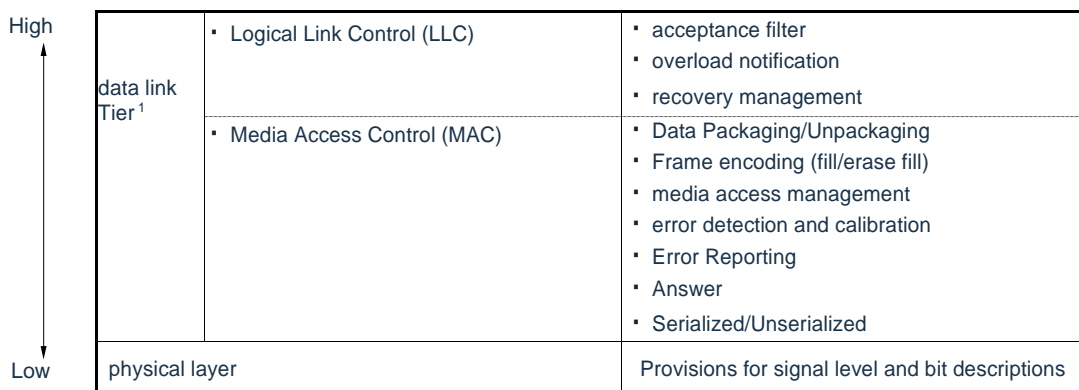 High
· Logical Link Control (LLC)
· acceptance filter
· overload notification
data link
Tier 1
· recovery management
· Media Access Control (MAC)
· Data Packaging/Unpackaging
· Frame encoding (fill/erase fill)
· media access management
· error detection and calibration
· Error Reporting
· Answer
· Serialized/Unserialized
Low
physical layer
Provisions for signal level and bit descriptions